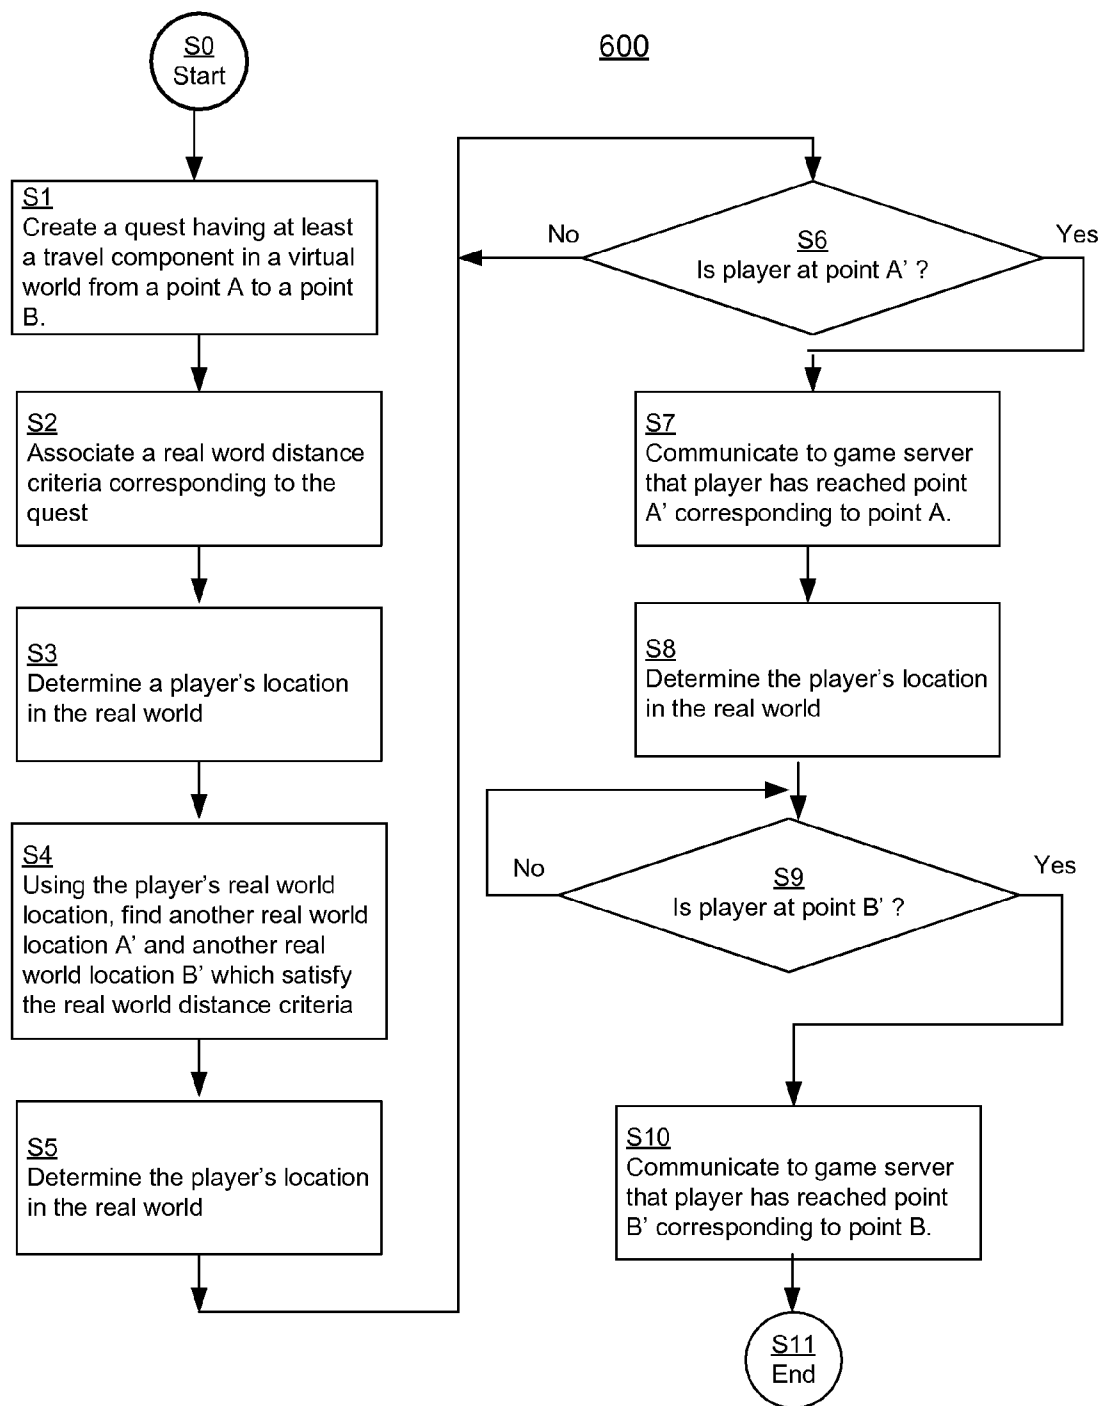 600
S0
Start
S1
Create a quest having at least
a travel component in a virtual
world from a point A to a point
B.
S2
Associate a real word distance
criteria corresponding to the
quest
S3
Determine a player's location
in the real world
S4
Using the player's real world
location, find another real world
location A' and another real
world location B' which satisfy
the real world distance criteria
S5
Determine the player's location
in the real world
No
S6
Is player at point A' ?
Yes
S7
Communicate to game server
that player has reached point
A' corresponding to point A.
S8
Determine the player's location
in the real world
No
S9
Is player at point B' ?
Yes
S10
Communicate to game server
that player has reached point
B' corresponding to point B.
S11
End